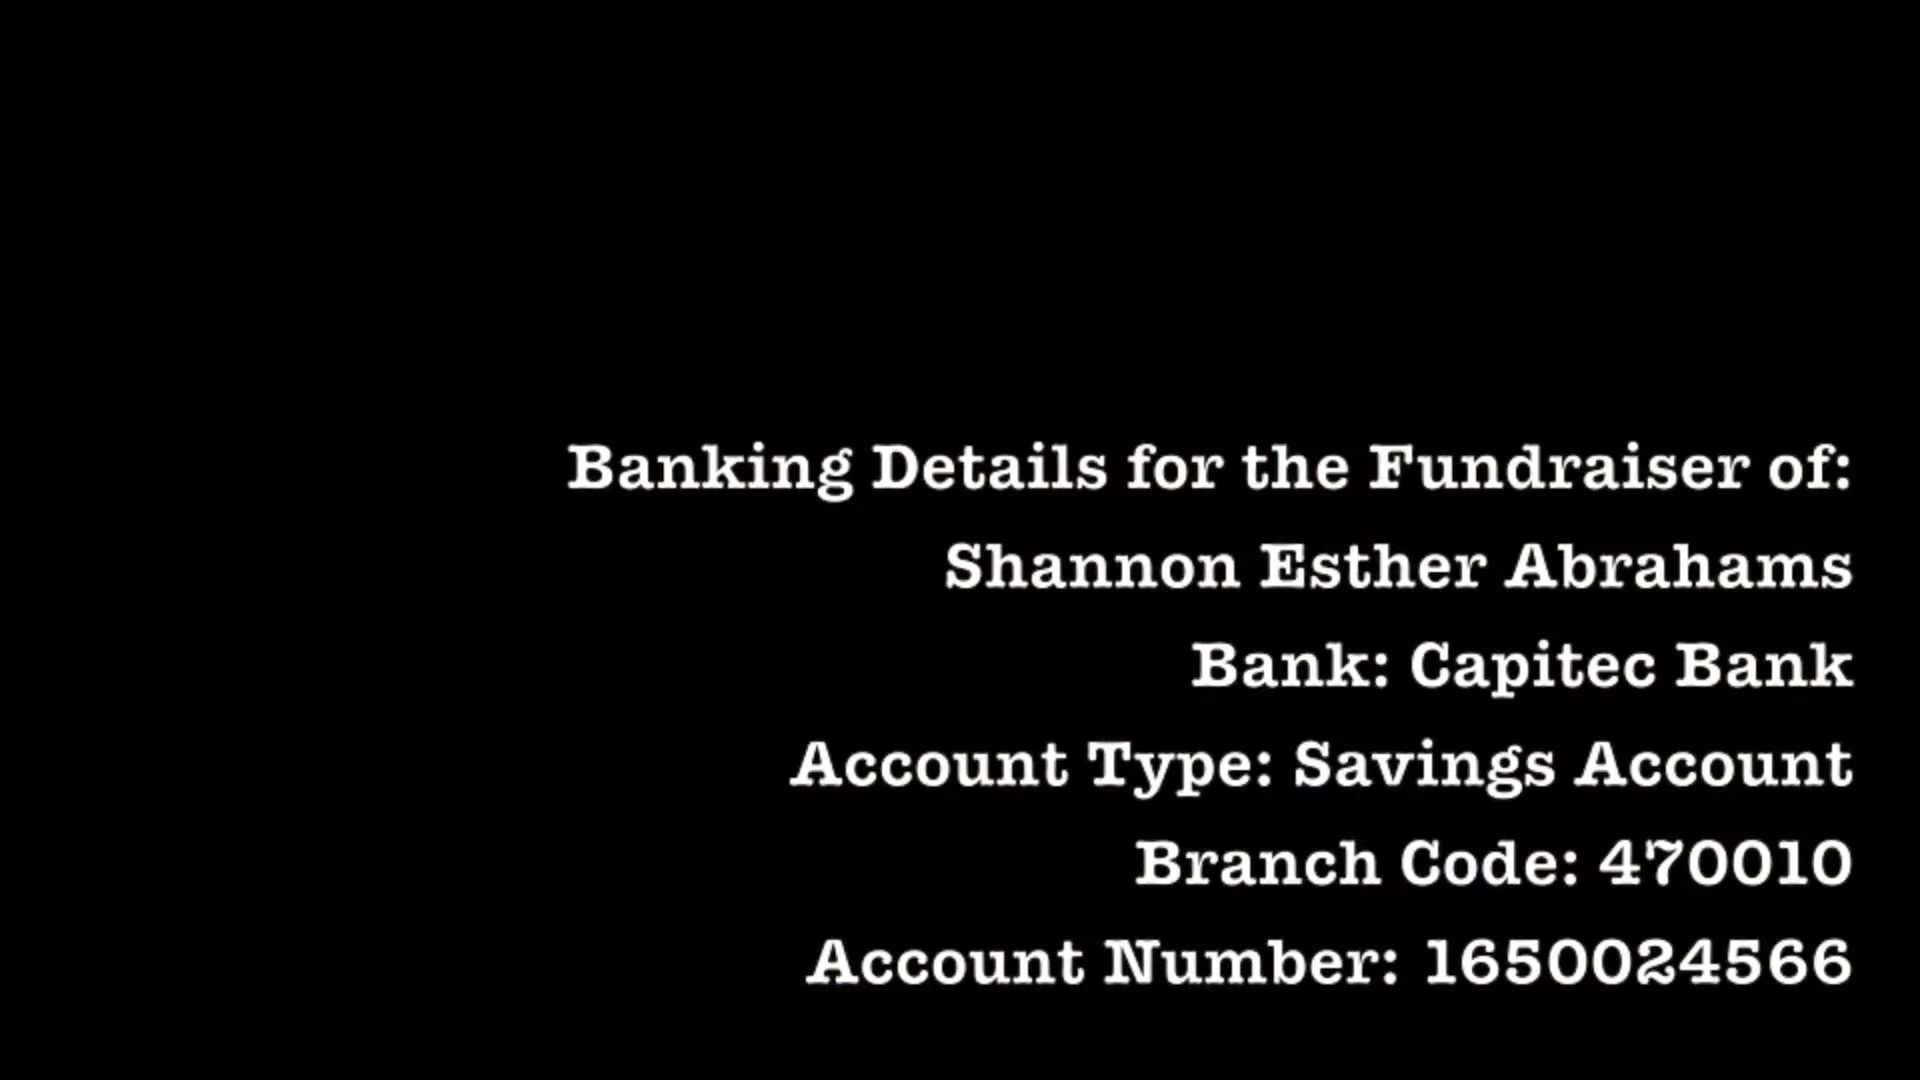 Banking Details for the Fundraiser of:
Shannon Esther Abrahams
Bank: Capitec Bank
Account Type: Savings Account
Branch Code: 470010
Account Number: 1650024566